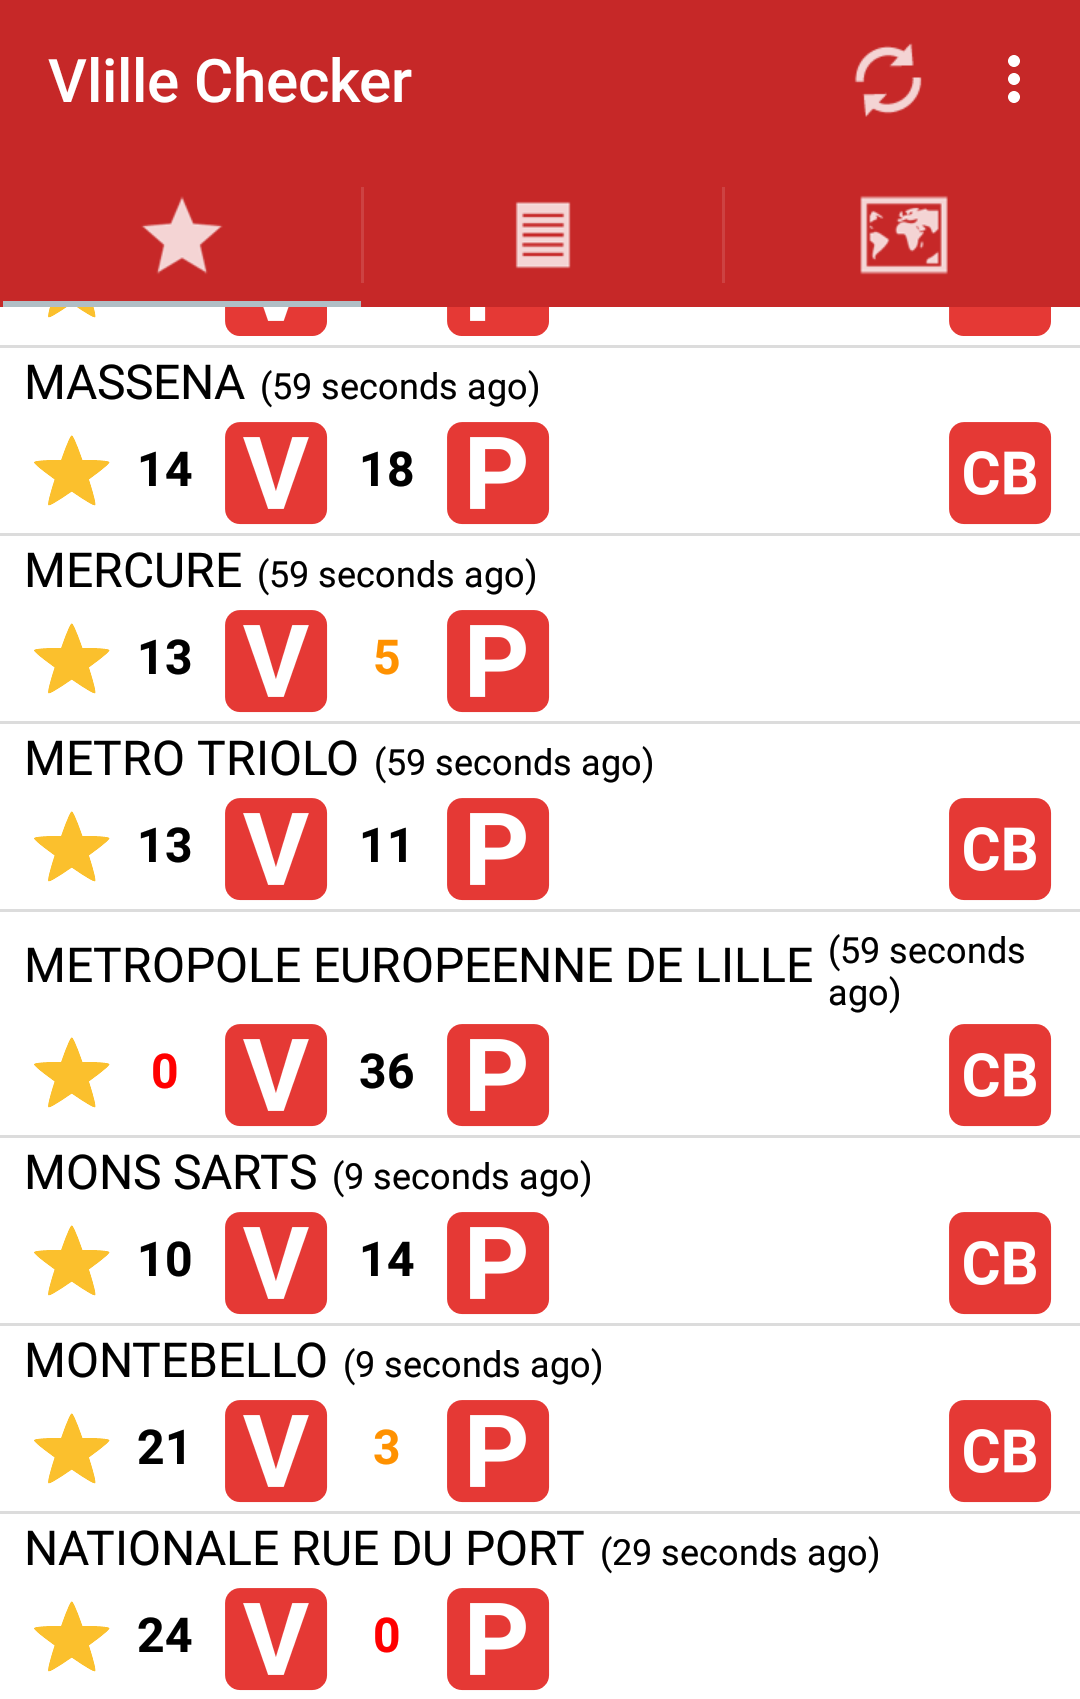 Vlille Checker
MASSENA (59 seconds ago)
14 V 18 P CB
MERCURE (59 seconds ago)
13 V 5 P
METRO TRIOLO (59 seconds ago)
13 V 11 P CB
METROPOLE EUROPEENNE DE LILLE (59 seconds
ago)
0 V 36 P CB
MONS SARTS (9 seconds ago)
10 V 14 P CB
MONTEBELLO (9 seconds ago)
21 V 3 P CB
NATIONALE RUE DU PORT (29 seconds ago)
24 V 0 P